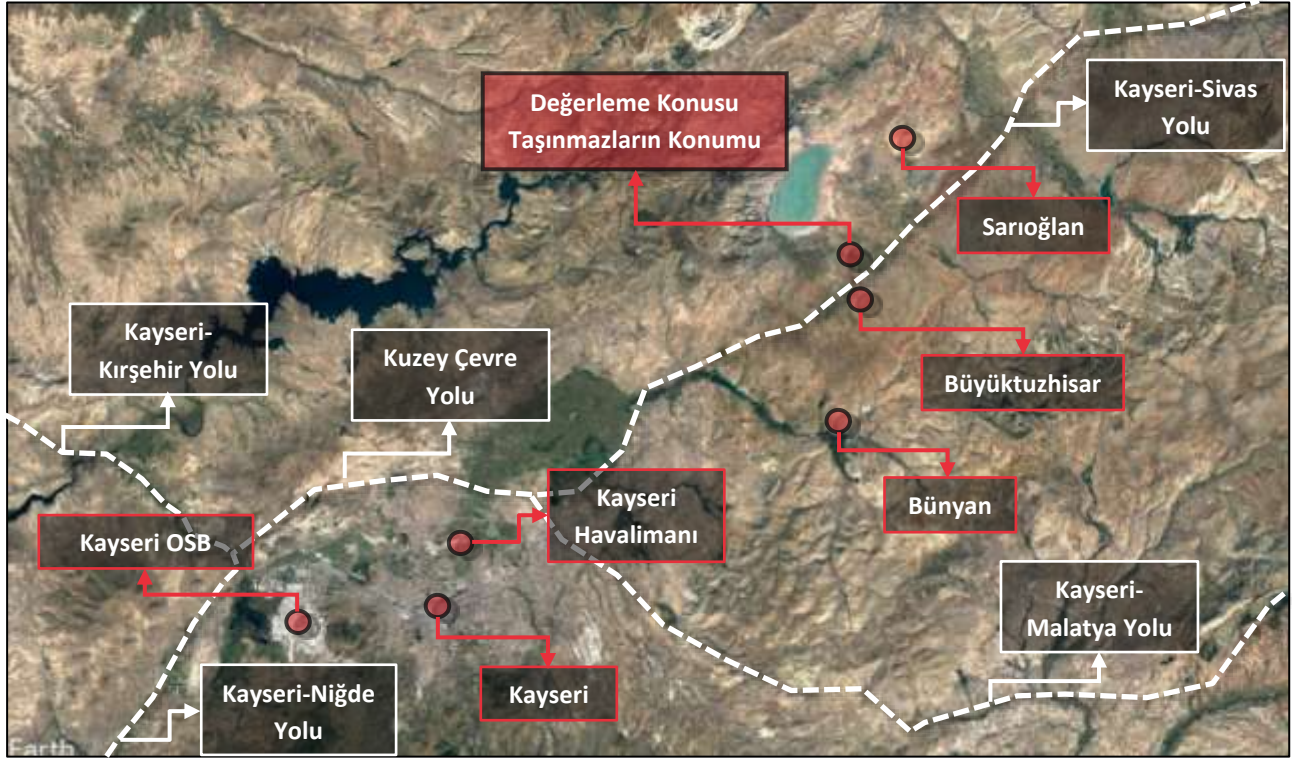 Değerleme Konusu
Taşınmazların Konumu
Kayseri-Sivas
Yolu
Sarıoğlan
Kayseri-
Kırşehir Yolu
Kuzey Çevre
Yolu
Büyüktuzhisar
Bünyan
Kayseri
Havalimanı
Kayseri OSB
Kayseri-
Malatya Yolu
Kayseri-Niğde
Yolu
Kayseri
Earth